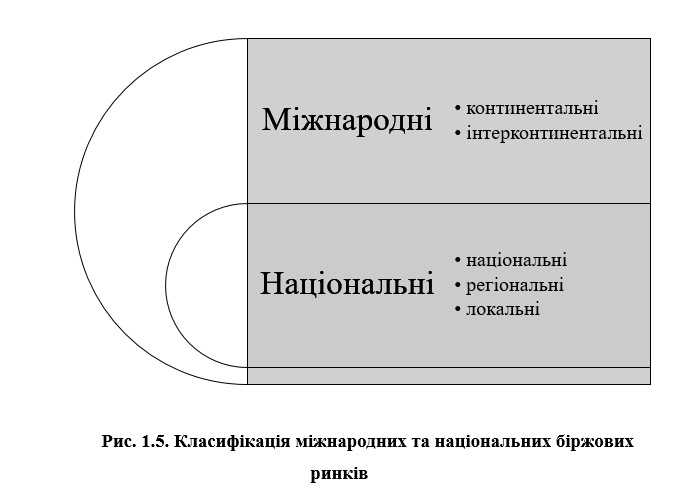 Міжнародні
• континентальні
• інтерконтинентальні
Національні
• національні
• регіональні
• локальні
Рис. 1.5. Класифікація міжнародних та національних біржових
ринків